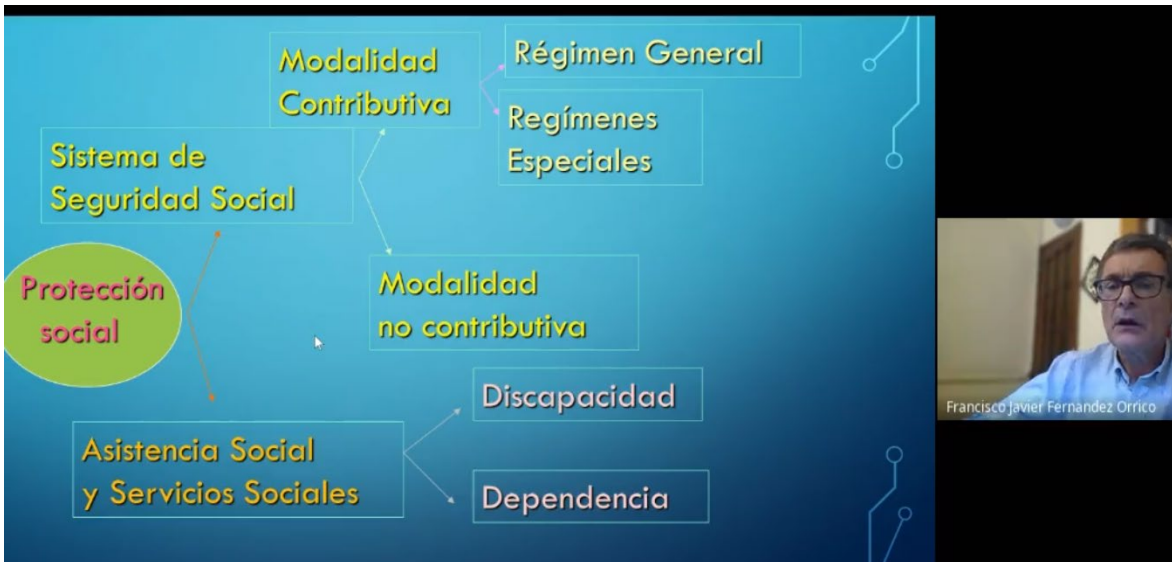 Modalidad
Contributiva
Régimen General
Regímenes
Especiales
Sistema de
Seguridad Social
Protección
social
Modalidad
no contributiva
Discapacidad
Asistencia Social
y Servicios Sociales
Dependencia
Francisco Javier Fernandez Orrico